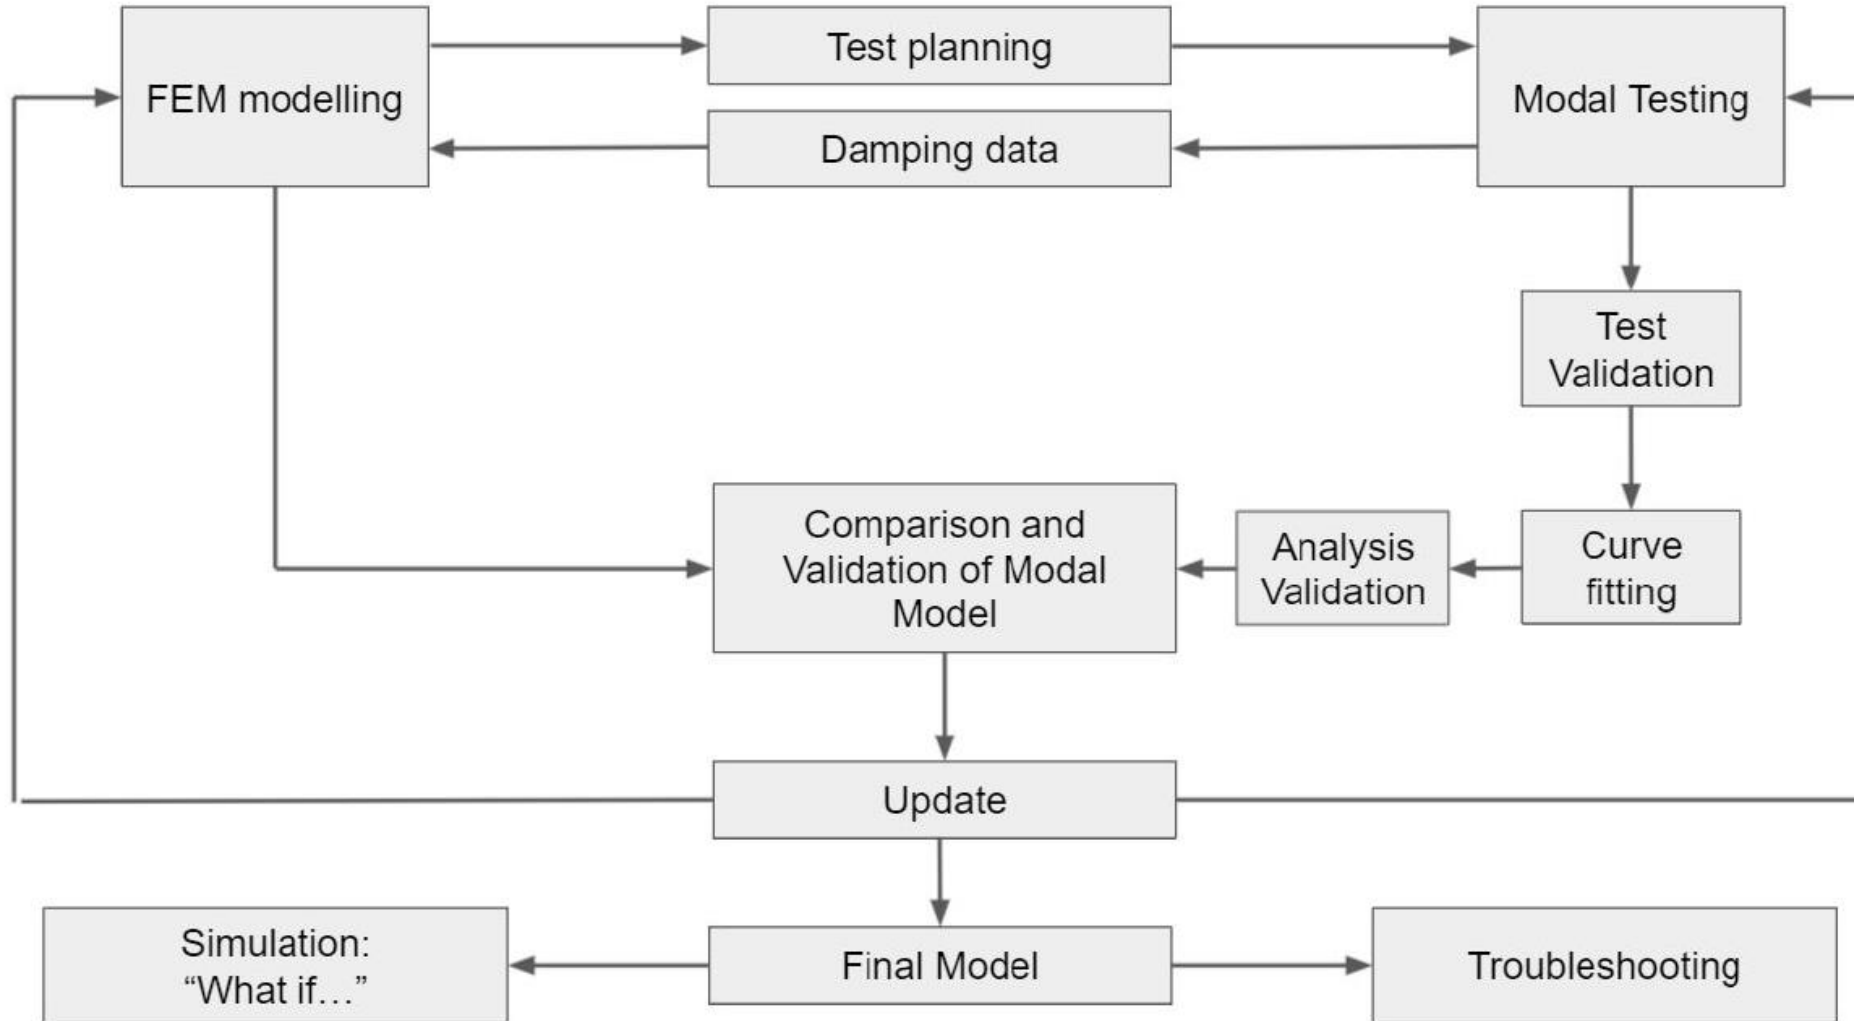 Test planning
FEM modelling
Modal Testing
Damping data
Test
Validation
Comparison and
Validation of Modal
Model
Analysis
Validation
Curve
fitting
Update
Simulation:
“What if…”
Final Model
Troubleshooting